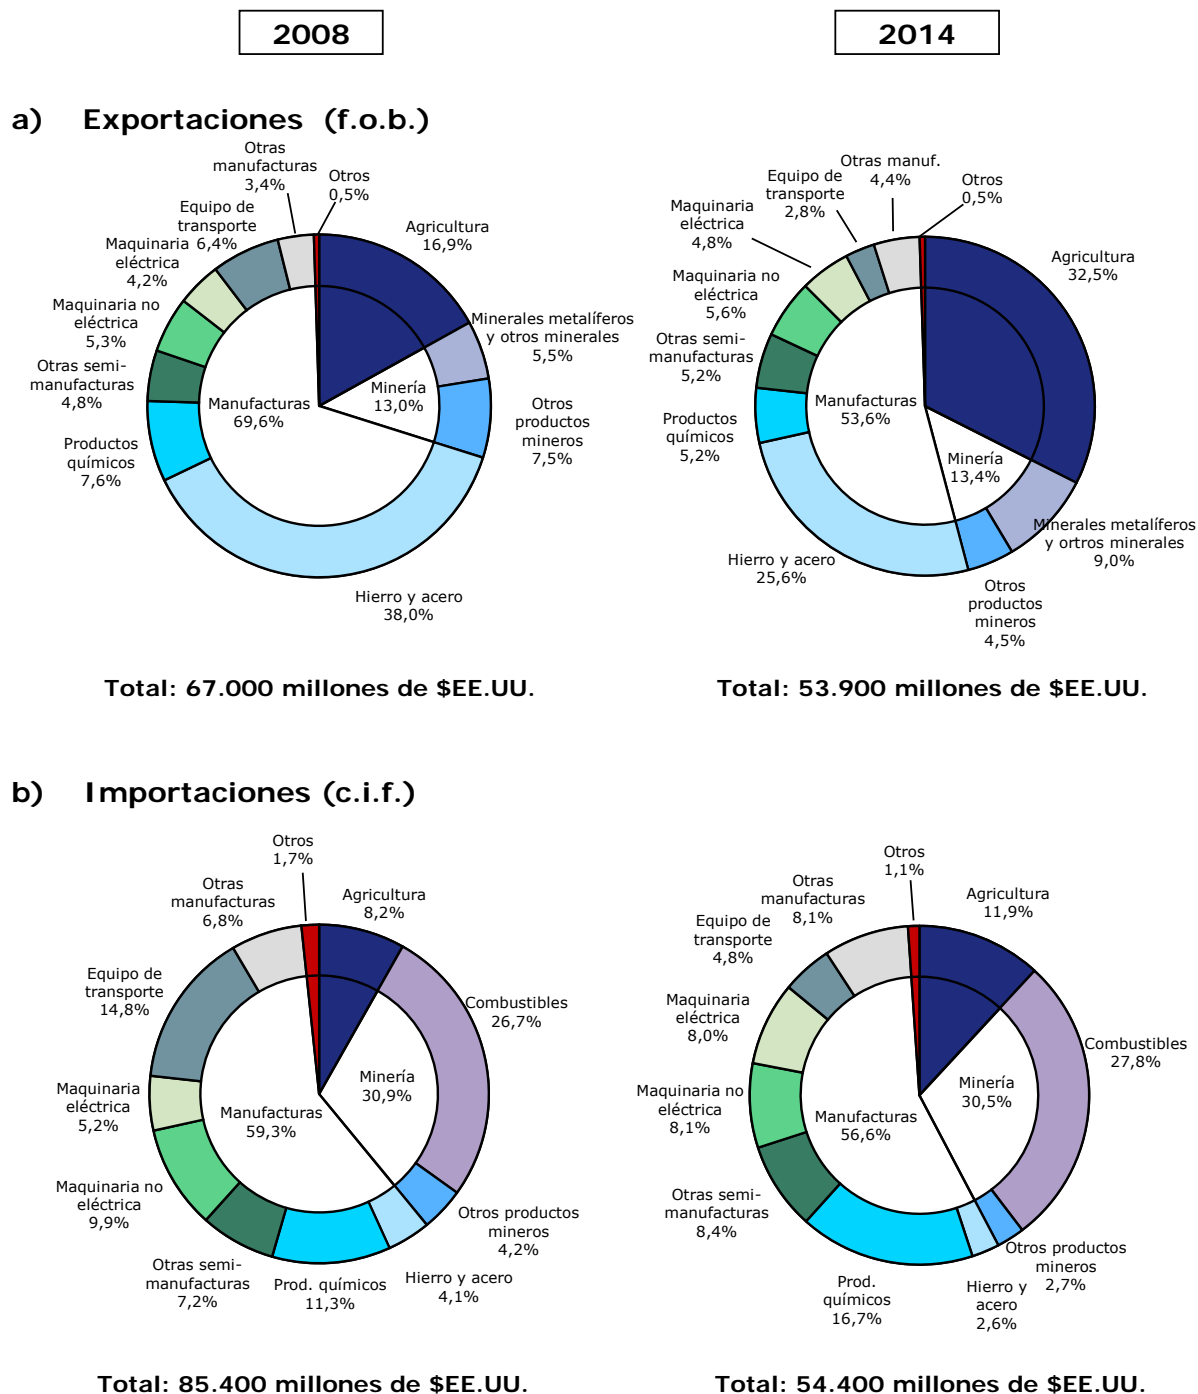 2008
2014
a) Exportaciones (f.o.b.)
Otras
manufacturas
3,4%
Otros
0,5%
Equipo de
transporte
6,4%
Maquinaria
eléctrica
4,2%
Maquinaria no
eléctrica
5,3%
Otras semi-
manufacturas
4,8%
Productos
químicos
7,6%
Agricultura
16,9%
Minerales metalíferos
y otros minerales
5,5%
Minería
13,0%
Otros
productos
mineros
7,5%
Manufacturas
69,6%
Hierro y acero
38,0%
Otras manuf.
4,4%
Otros
0,5%
Equipo de
transporte
2,8%
Maquinaria
eléctrica
4,8%
Maquinaria no
eléctrica
5,6%
Otras semi-
manufacturas
5,2%
Productos
químicos
5,2%
Agricultura
32,5%
Manufacturas
53,6%
Minería
13,4%
Minerales metalíferos
y ortros minerales
9,0%
Hierro y acero
25,6%
Otros
productos
mineros
4,5%
Total: 67.000 millones de $EE.UU.
Total: 53.900 millones de $EE.UU.
b) Importaciones (c.i.f.)
Otros
1,7%
Otras
manufacturas
6,8%
Agricultura
8,2%
Equipo de
transporte
14,8%
Combustibles
26,7%
Minería
30,9%
Maquinaria
eléctrica
5,2%
Manufacturas
59,3%
Maquinaria no
eléctrica
9,9%
Otras semi-
manufacturas
7,2%
Prod. químicos
11,3%
Hierro y acero
4,1%
Otros productos
mineros
4,2%
Otros
1,1%
Otras
manufacturas
8,1%
Agricultura
11,9%
Equipo de
transporte
4,8%
Maquinaria
eléctrica
8,0%
Combustibles
27,8%
Maquinaria no
eléctrica
8,1%
Manufacturas
56,6%
Minería
30,5%
Otras semi-
manufacturas
8,4%
Prod.
químicos
16,7%
Hierro y
acero
2,6%
Otros productos
mineros
2,7%
Total: 85.400 millones de $EE.UU.
Total: 54.400 millones de $EE.UU.